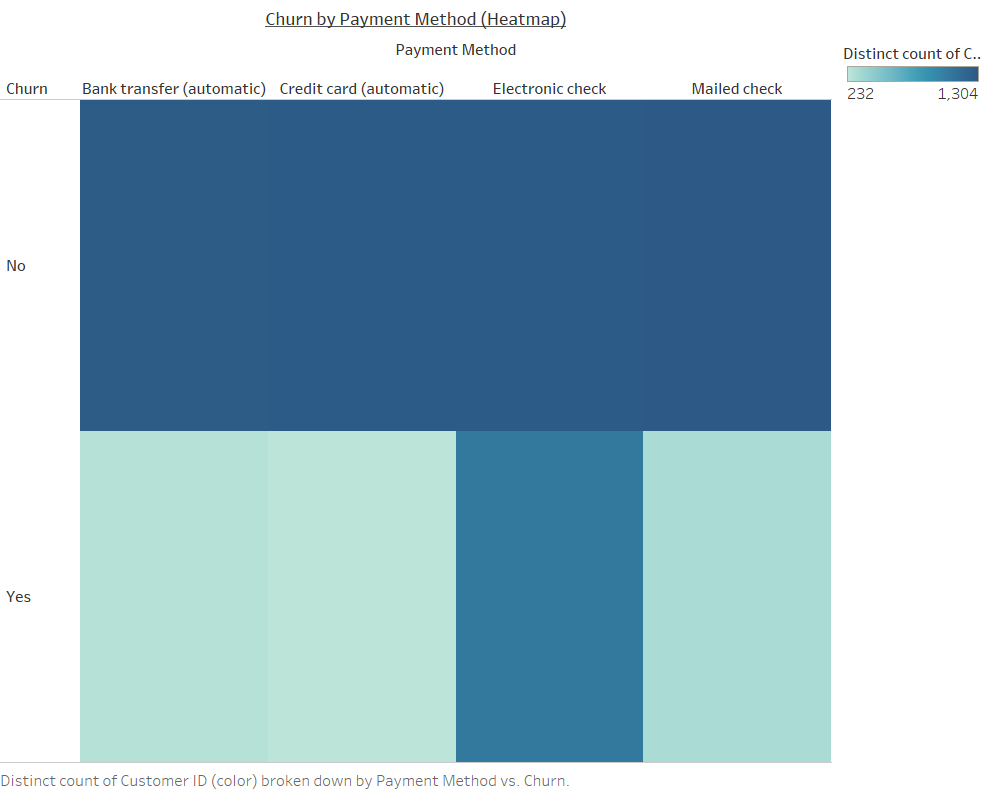 Churn by Payment Method (Heatmap)
Payment Method
Distinct count of C..
232 1,304
Churn Bank transfer (automatic) Credit card (automatic) Electronic check Mailed check
No
Yes
Distinct count of Customer ID (color) broken down by Payment Method vs. Churn.